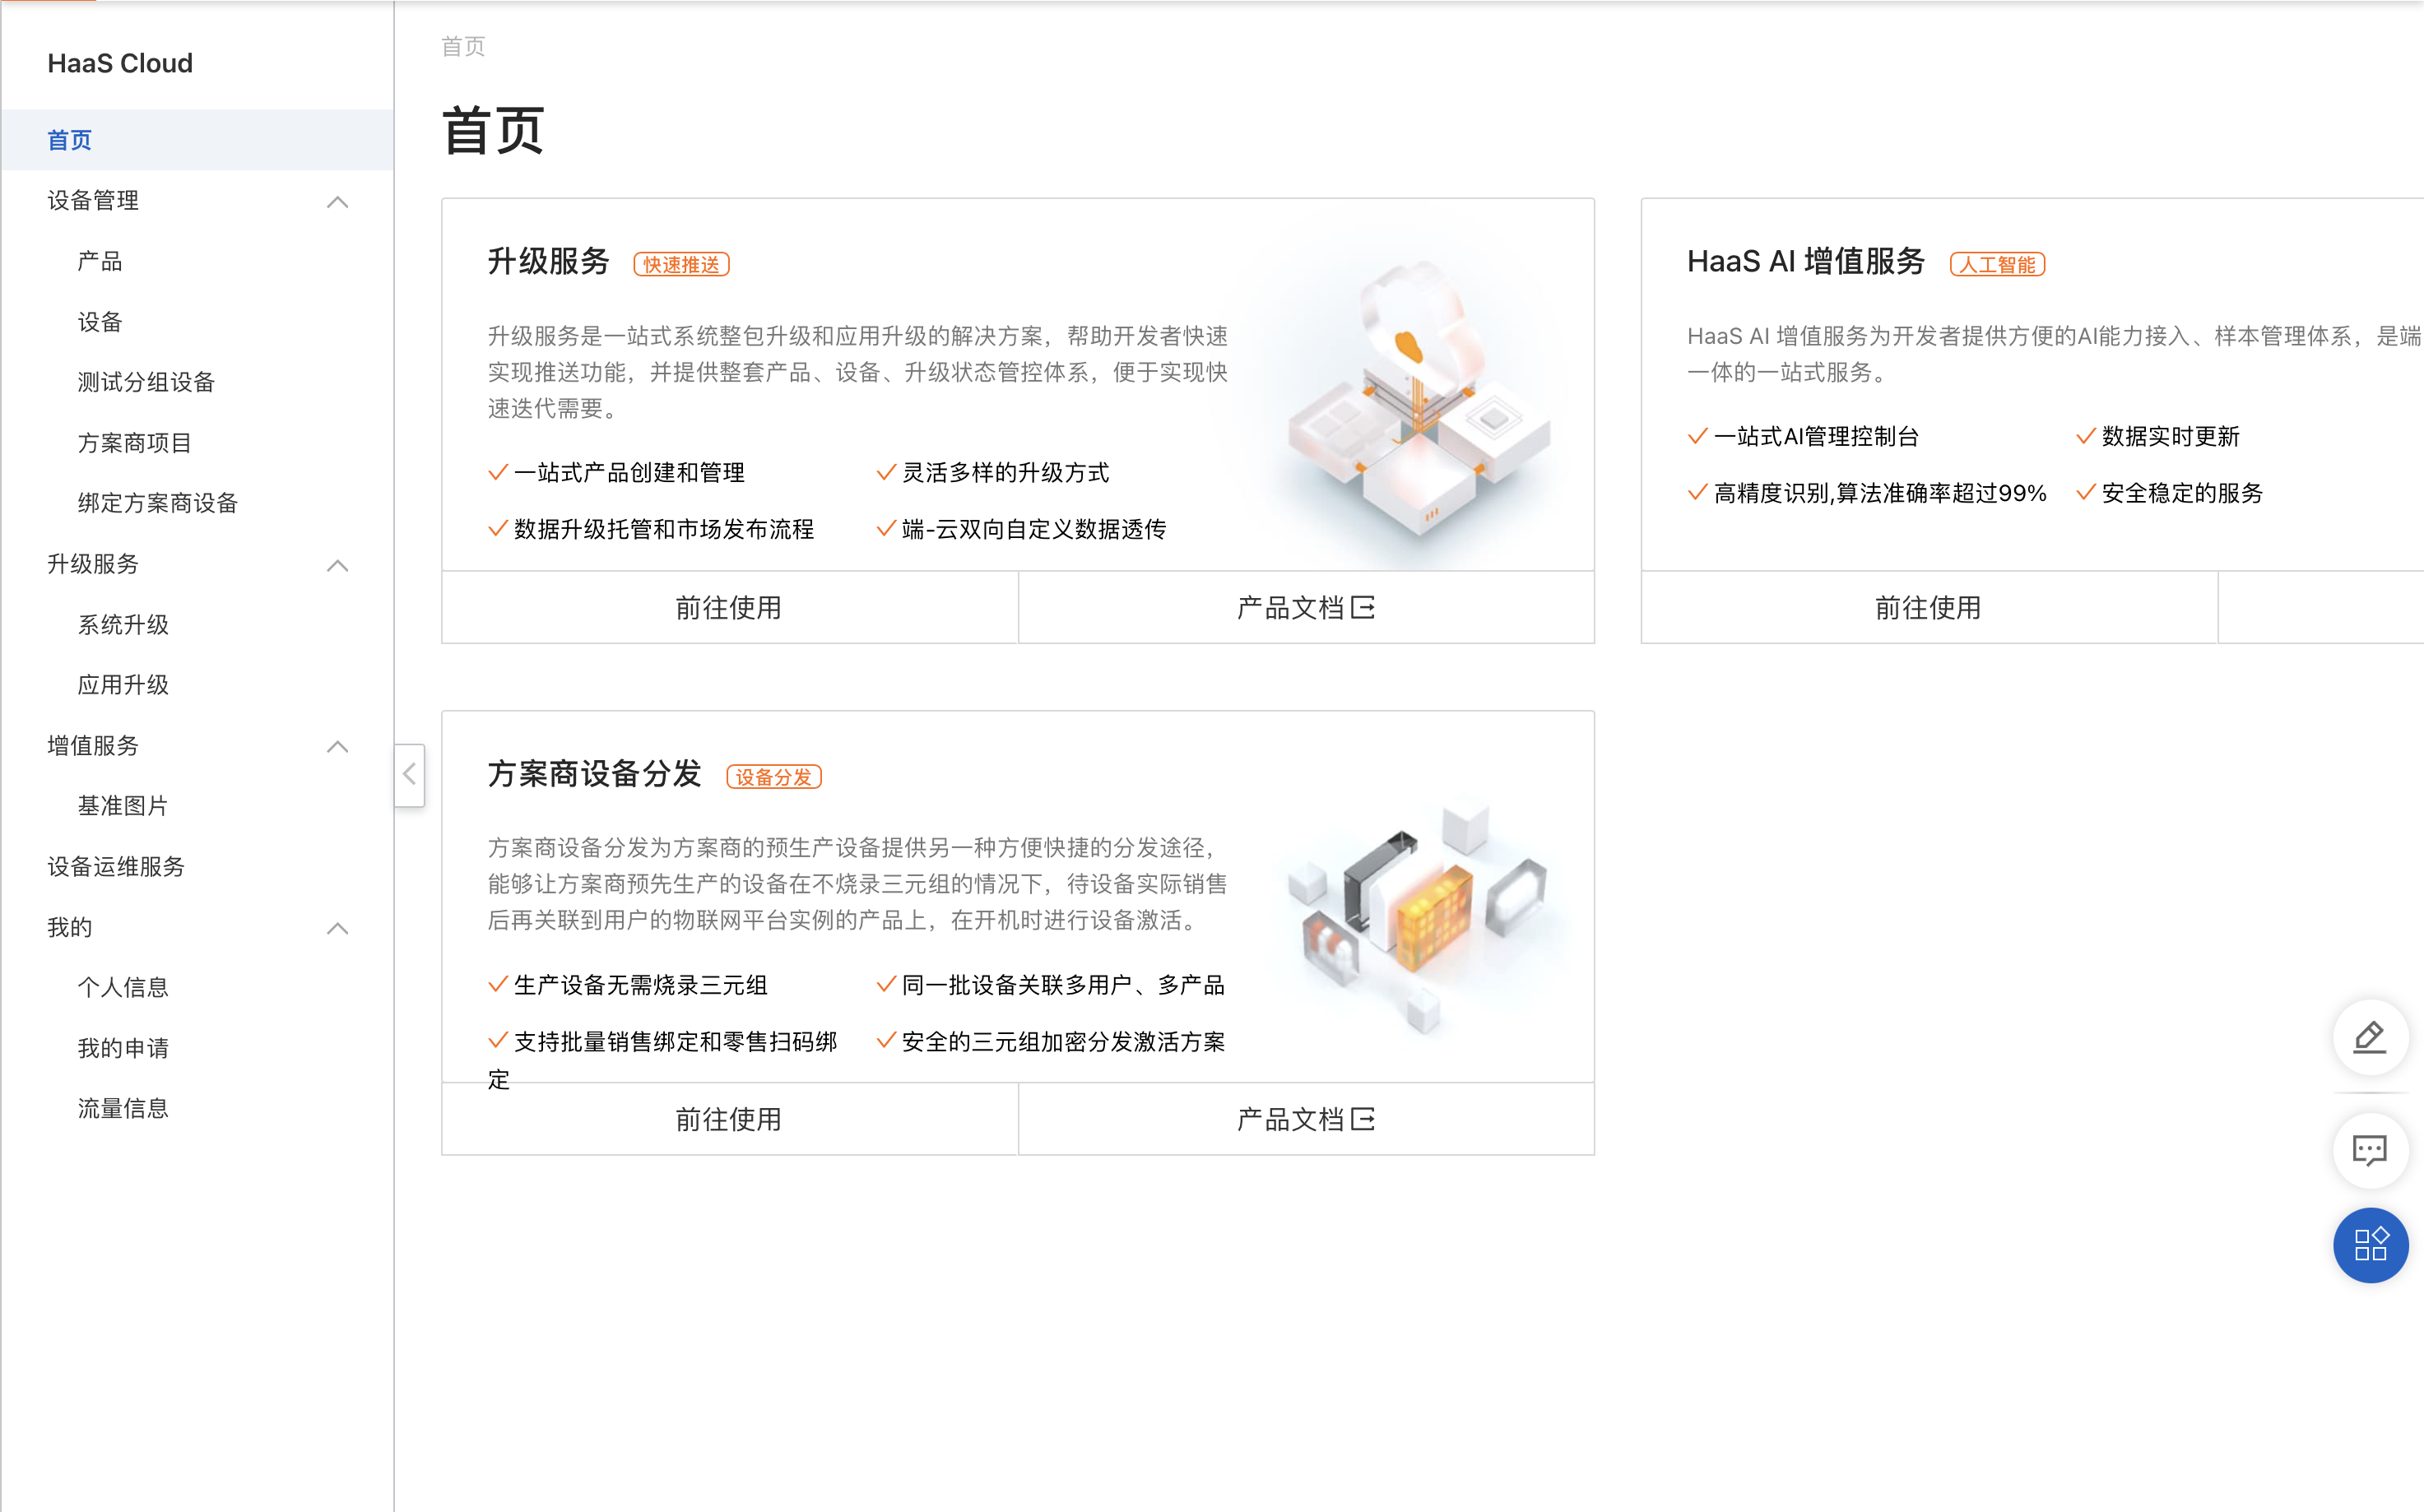 HaaS Cloud
首页
设备管理
产品
设备
测试分组设备
方案商项目
绑定方案商设备
升级服务
系统升级
应用升级
增值服务
基准图片
设备运维服务
我的
个人信息
我的申请
流量信息
首页
首页
升级服务 快速推送
升级服务是一站式系统整包升级和应用升级的解决方案，帮助开发者快速
实现推送功能，并提供整套产品、设备、升级状态管控体系，便于实现快
速迭代需要。
一站式产品创建和管理 灵活多样的升级方式
数据升级托管和市场发布流程 端-云双向自定义数据透传
前往使用 产品文档
HaaS AI 增值服务 人工智能
HaaS AI 增值服务为开发者提供方便的AI能力接入、样本管理体系，是端
一体的一站式服务。
一站式AI管理控制台 数据实时更新
高精度识别,算法准确率超过99% 安全稳定的服务
前往使用
方案商设备分发 设备分发
方案商设备分发为方案商的预生产设备提供另一种方便快捷的分发途径，
能够让方案商预先生产的设备在不烧录三元组的情况下，待设备实际销售
后再关联到用户的物联网平台实例的产品上，在开机时进行设备激活。
生产设备无需烧录三元组 同一批设备关联多用户、多产品
支持批量销售绑定和零售扫码绑 安全的三元组加密分发激活方案
定
前往使用 产品文档